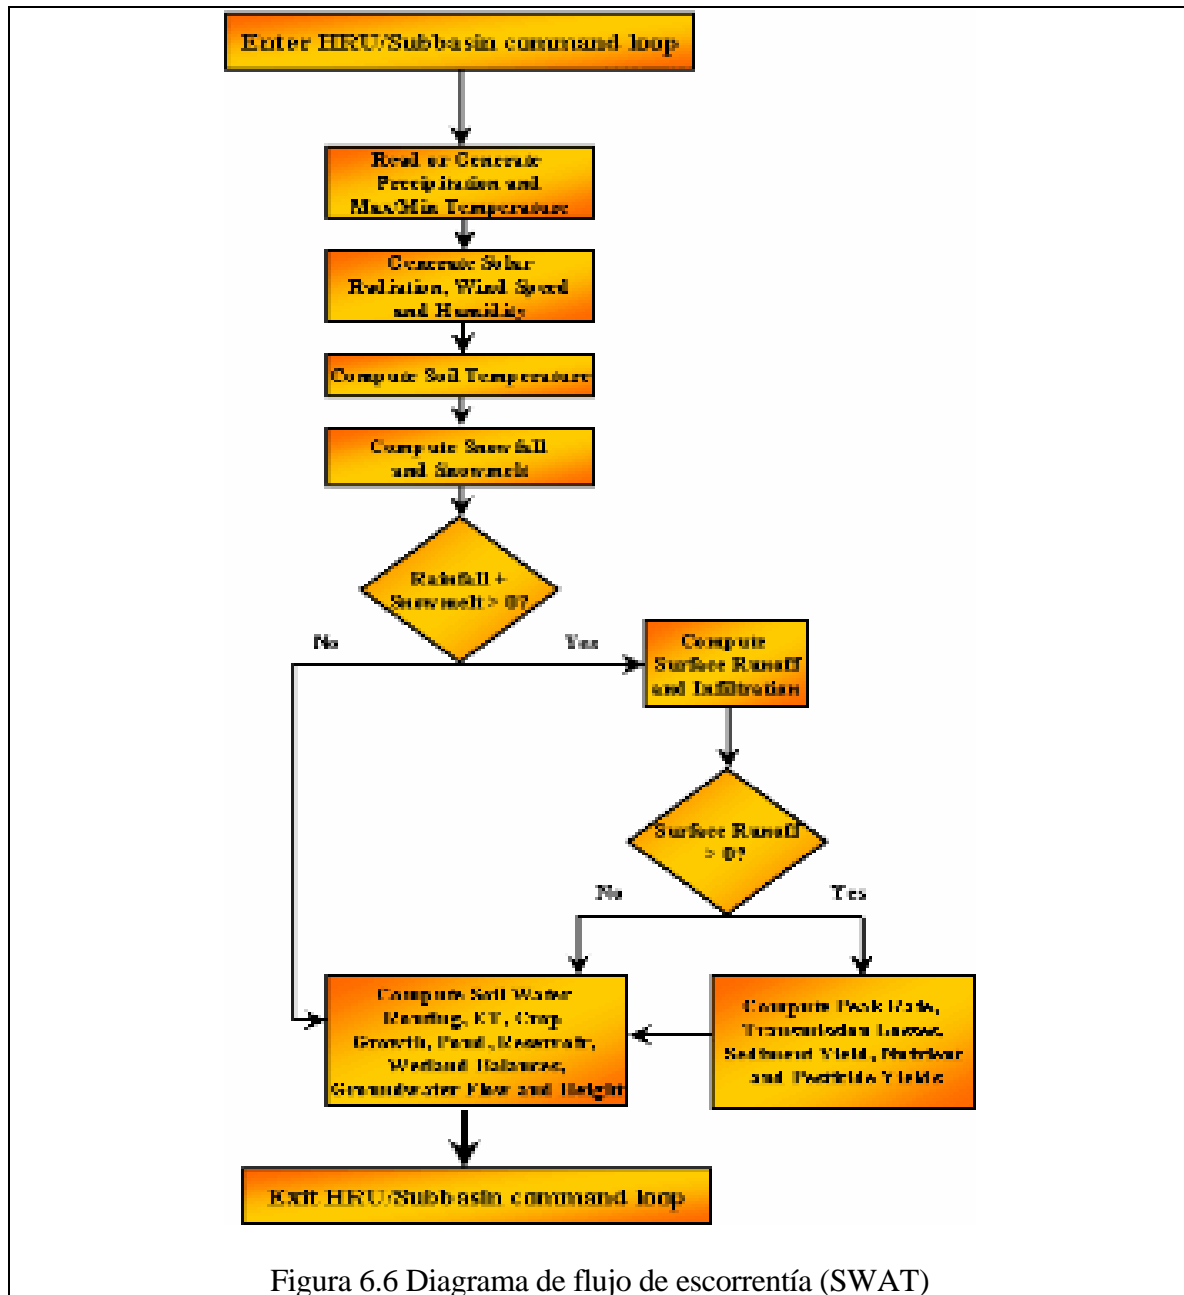 Enter HRU/Subbasin command loop
Read or Generate
Precipitation and
Max/Min Temperature
Generate Solar
Radiation, Wind Speed
and Humidity
Compute Soil Temperature
Compute Snowfall
and Snowmelt
Rainfall +
Snowmelt > 0?
No
Yes
Compute
Surface Runoff
and Infiltration
Surface Runoff
> 0?
No
Yes
Compute Soil Water
Routing, ET, Crop
Growth, Pond, Reservoir,
Wetland Balances,
Groundwater Flow and Height
Compute Peak Rate,
Transmission Losses,
Sediment Yield, Nutrient
and Pesticide Yields
Exit HRU/Subbasin command loop
Figura 6.6 Diagrama de flujo de escorrentía (SWAT)